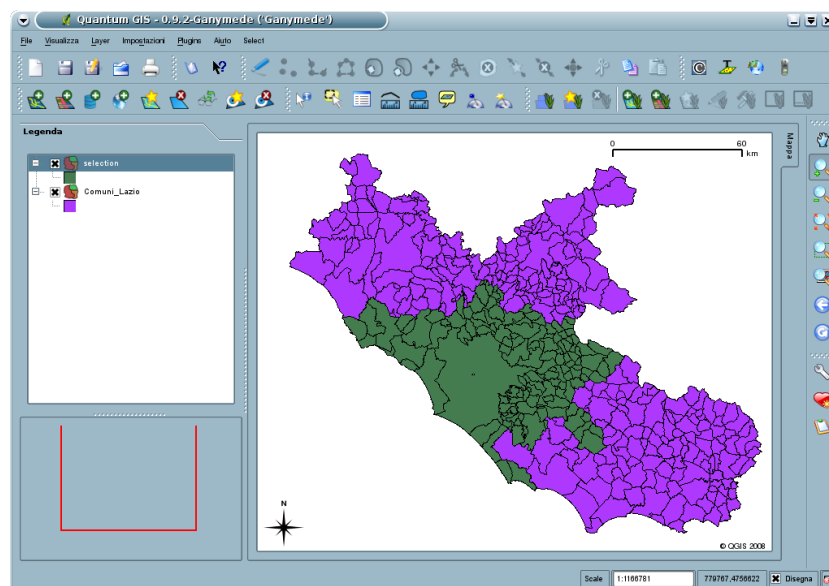 Quantum GIS - 0.9.2-Ganymede ('Ganymede')
File Visualizza Layer Impostazioni Plugins Aiuto Select
Legenda
selection
Comuni_Lazio
Mappa
0 60
km
N
© QGIS 2008
Scale 1:1166781 779767,4756622 Disegna